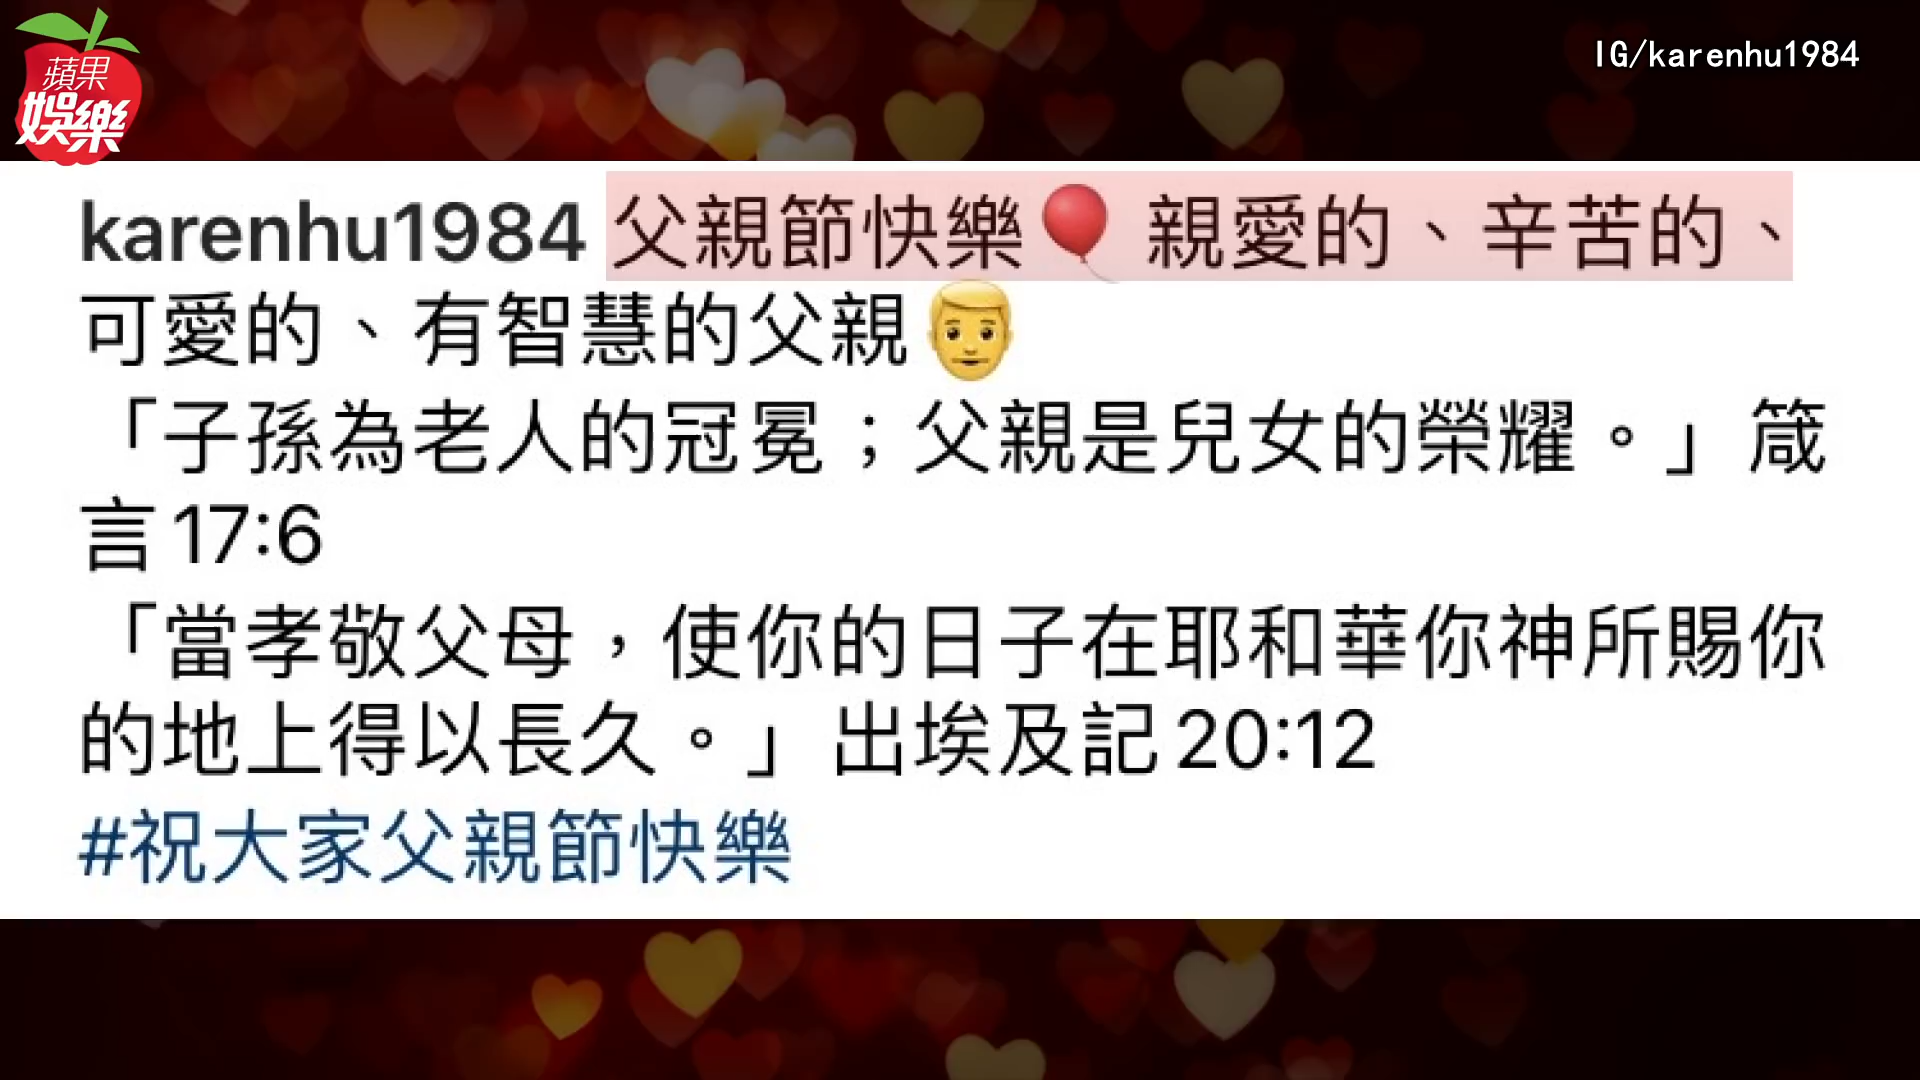 蘋果
娛樂
IG/karenhu1984
karenhu1984 父親節快樂🎈 親愛的、辛苦的、
可愛的、有智慧的父親👨
「子孫為老人的冠冕；父親是兒女的榮耀。」箴
言17:6
「當孝敬父母，使你的日子在耶和華你神所賜你
的地上得以長久。」出埃及記20:12
#祝大家父親節快樂